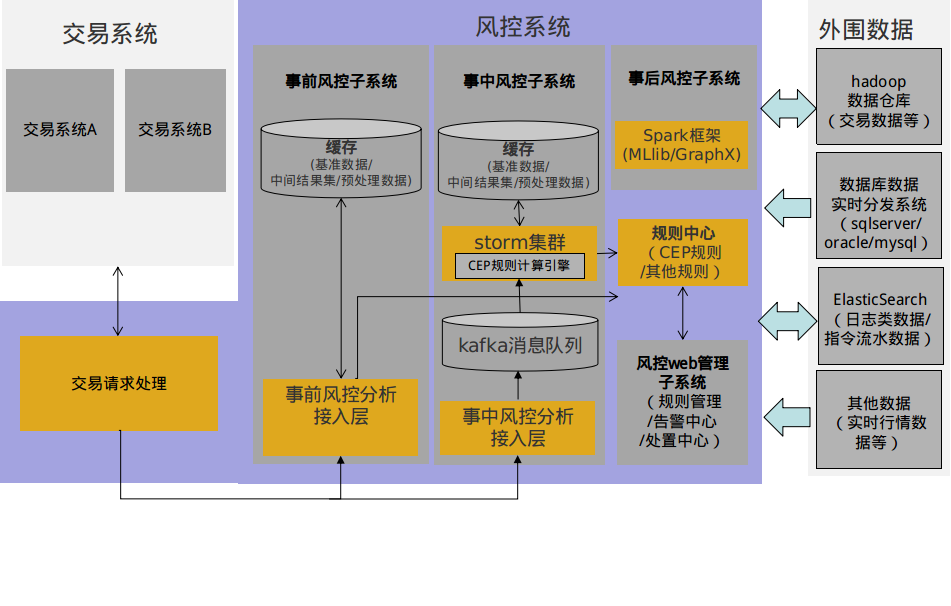 交易系统
交易系统A
交易系统B
交易请求处理
风控系统
事前风控子系统
缓存
(基准数据/
中间结果集/预处理数据)
事前风控分析
接入层
事中风控子系统
缓存
(基准数据/
中间结果集/预处理数据)
storm集群
CEP规则计算引擎
kafka消息队列
事中风控分析
接入层
事后风控子系统
Spark框架
(MLlib/GraphX)
规则中心
（CEP规则
/其他规则）
风控web管理
子系统
（规则管理
/告警中心
/处置中心）
外围数据
hadoop
数据仓库
（交易数据等）
数据库数据
实时分发系统
（sqlserver/
oracle/mysql）
ElasticSearch
（日志类数据/
指令流水数据）
其他数据
（实时行情数
据等）